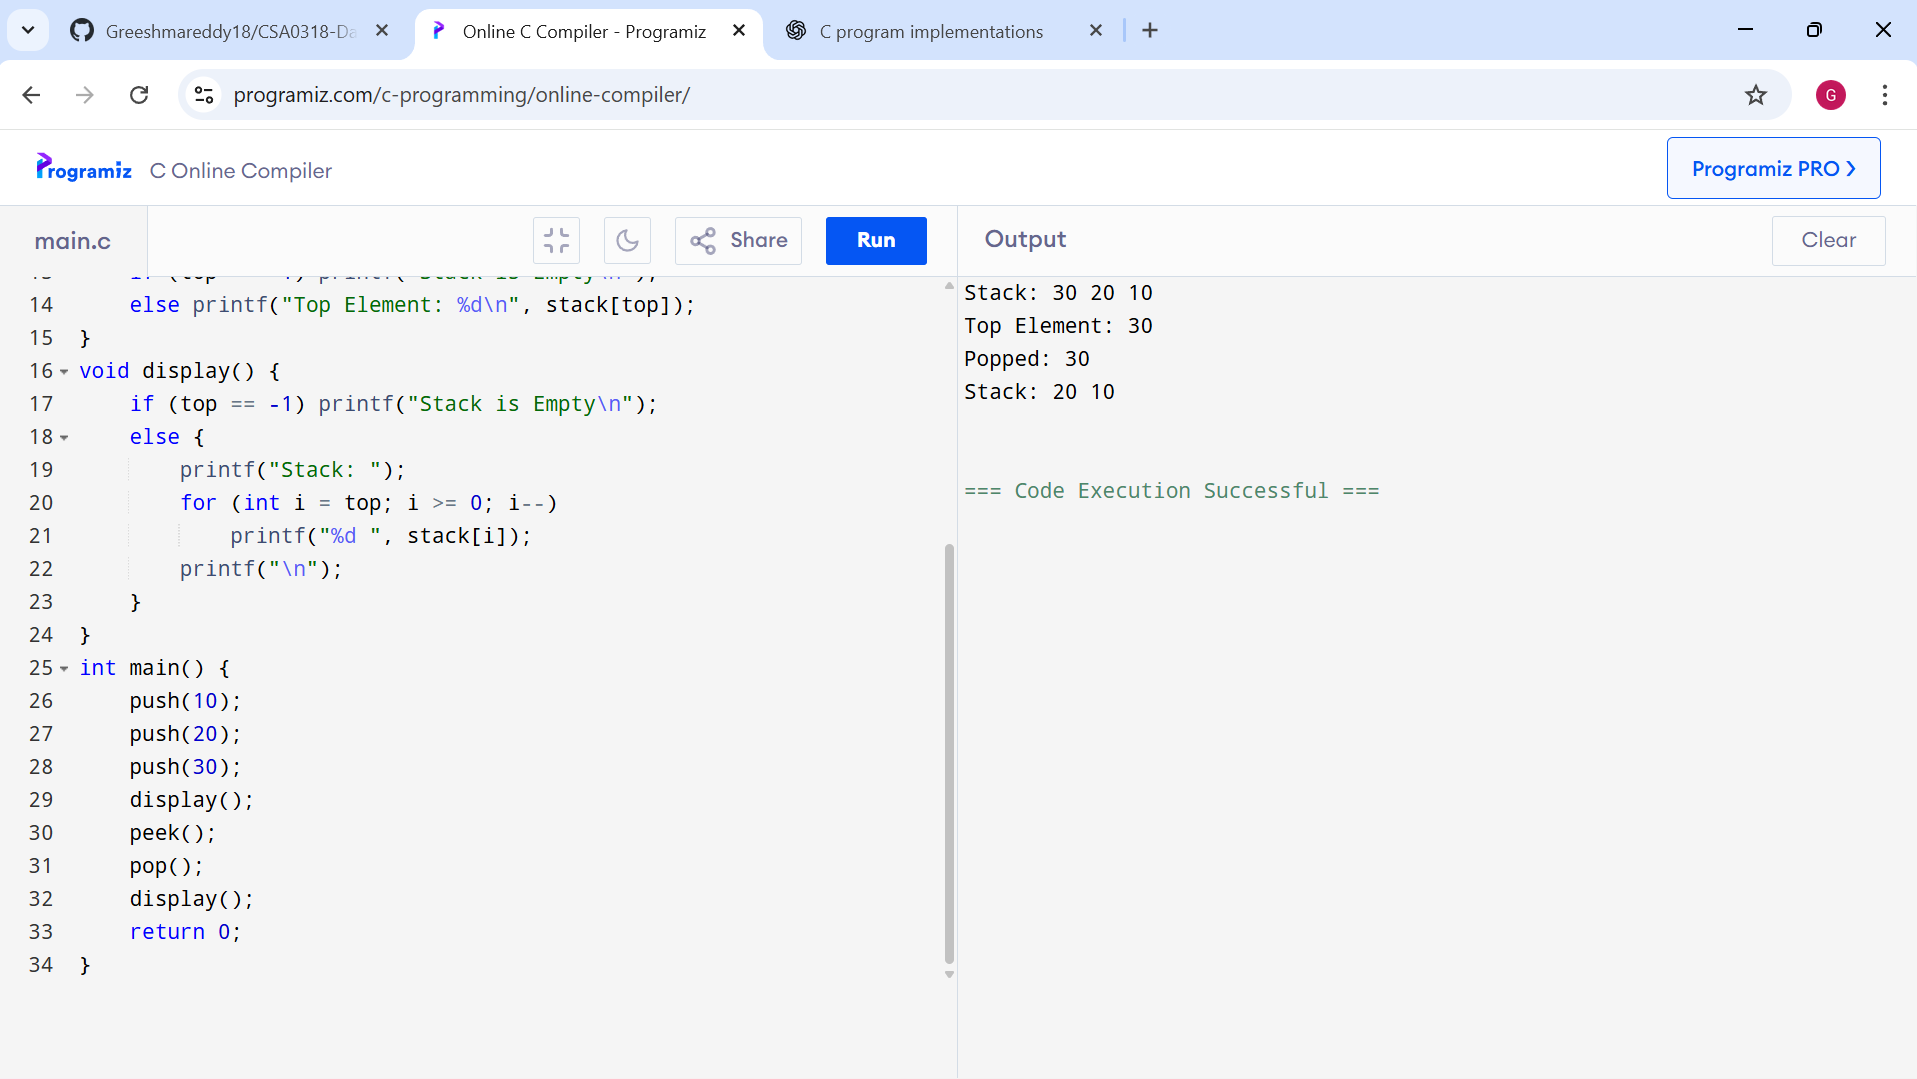 Greeshmareddy18/CSA0318-Da
Online C Compiler - Programiz
C program implementations
programiz.com/c-programming/online-compiler/
G
Programiz C Online Compiler
Programiz PRO ❯
main.c
Share
Run
Output
Clear
14 else printf("Top Element: %d\n", stack[top]);
15 }
16 void display() {
17 if (top == -1) printf("Stack is Empty\n");
18 else {
19 printf("Stack: ");
20 for (int i = top; i >= 0; i--)
21 printf("%d ", stack[i]);
22 printf("\n");
23 }
24 }
25 int main() {
26 push(10);
27 push(20);
28 push(30);
29 display();
30 peek();
31 pop();
32 display();
33 return 0;
34 }
Stack: 30 20 10
Top Element: 30
Popped: 30
Stack: 20 10
=== Code Execution Successful ===